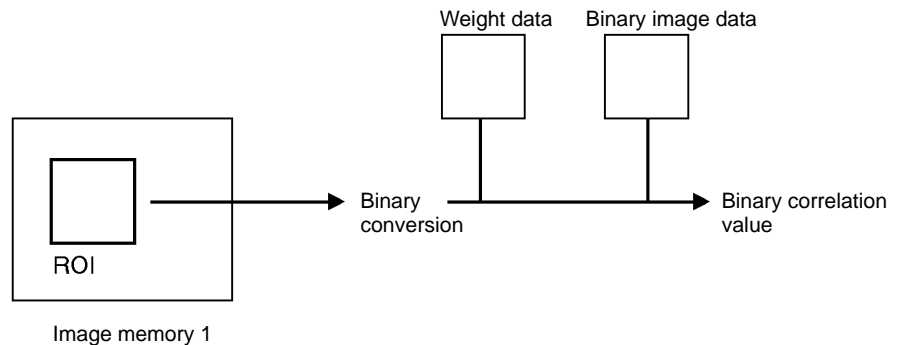 Weight data
Binary image data
Binary
conversion
Binary correlation
value
ROI
Image memory 1